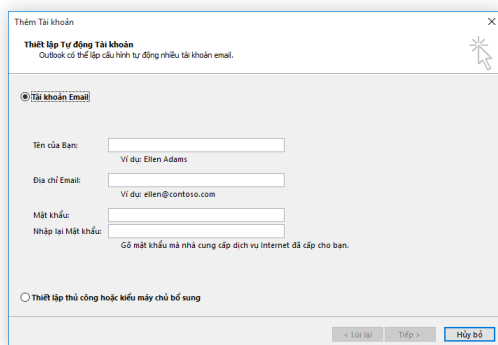 Thêm Tài khoản
Thiết lập Tự động Tài khoản
Outlook có thể lập cấu hình tự động nhiều tài khoản email.
Tài khoản Email
Tên của Bạn:
Ví dụ: Ellen Adams
Địa chỉ Email:
Ví dụ: ellen@contoso.com
Mật khẩu:
Nhập lại Mật khẩu:
Gõ mật khẩu mà nhà cung cấp dịch vụ Internet đã cấp cho bạn.
Thiết lập thủ công hoặc kiểu máy chủ bổ sung
< Lùi lại Tiếp > Hủy bỏ